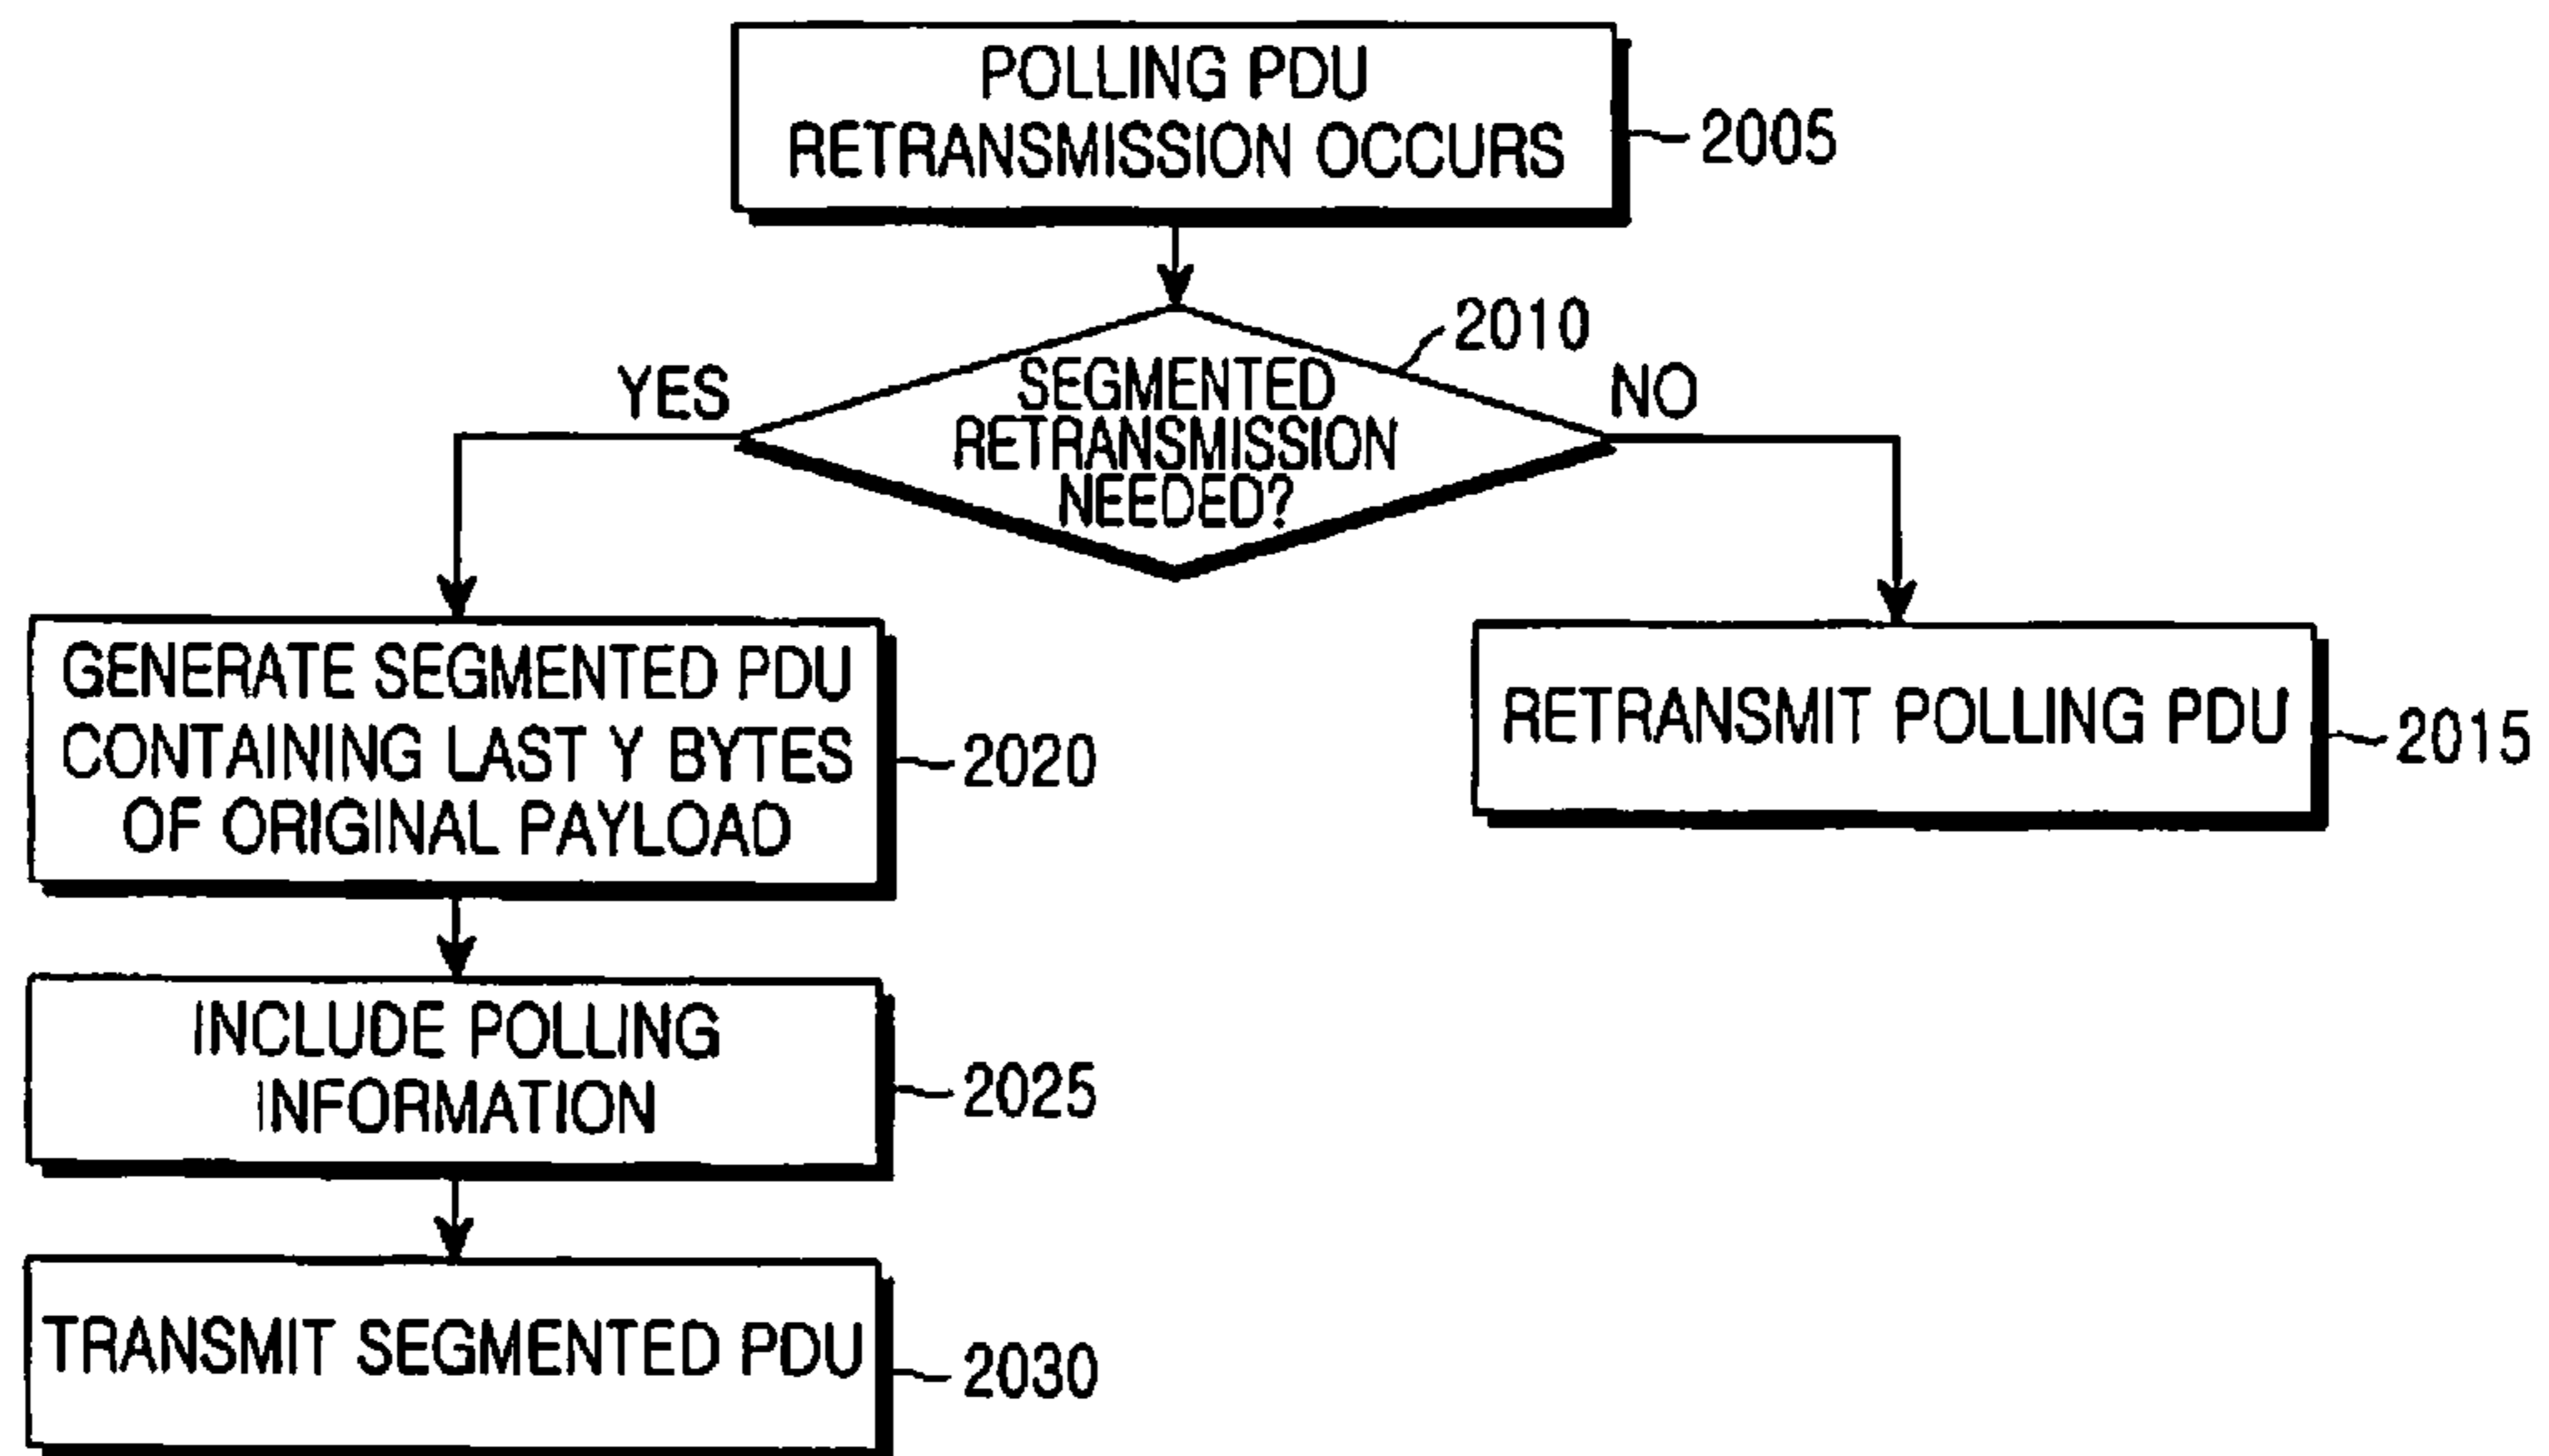 POLLING PDU
RETRANSMISSION OCCURS
2005
2010
YES
SEGMENTED
RETRANSMISSION
NEEDED?
NO
GENERATE SEGMENTED PDU
CONTAINING LAST Y BYTES
OF ORIGINAL PAYLOAD
2020
RETRANSMIT POLLING PDU
2015
INCLUDE POLLING
INFORMATION
2025
TRANSMIT SEGMENTED PDU
2030